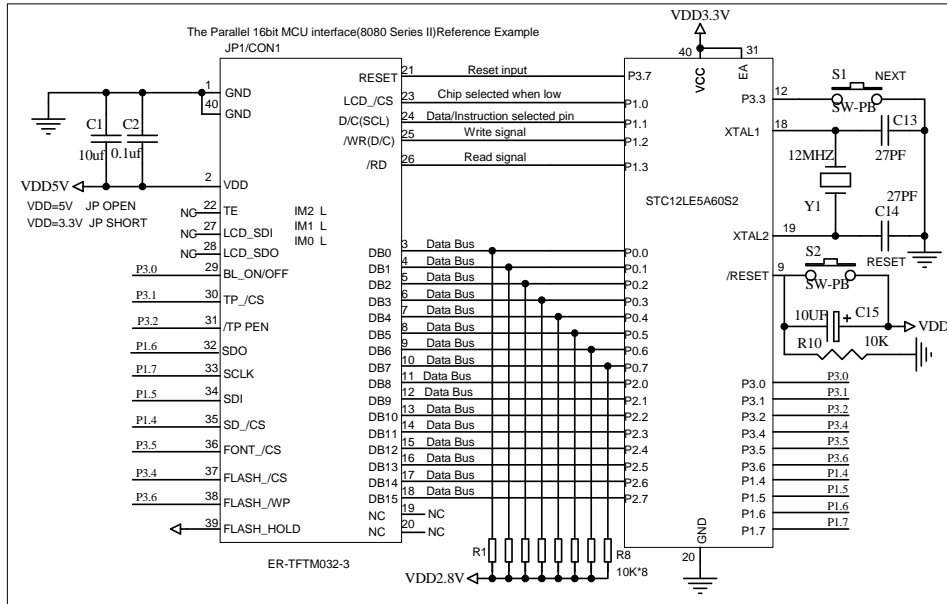 The Parallel 16bit MCU interface(8080 Series II)Reference Example
JP1/CON1
VDD3.3V
40
31
VCC
EA
1 GND
40 GND
C1 C2
10uf 0.1uf
VDD5V
2 VDD
VDD=5V JP OPEN
VDD=3.3V JP SHORT
NC 22 TE
NC 27 LCD_SDI
NC 28 LCD_SDO
IM2 L
IM1 L
IM0 L
P3.0 29 BL_ON/OFF
P3.1 30 TP_/CS
P3.2 31 /TP PEN
P1.6 32 SDO
P1.7 33 SCLK
P1.5 34 SDI
P1.4 35 SD_/CS
P3.5 36 FONT_/CS
P3.4 37 FLASH_/CS
P3.6 38 FLASH_/WP
39 FLASH_HOLD
ER-TFTM032-3
RESET 21 Reset input P3.7
LCD_/CS 23 Chip selected when low P1.0
D/C(SCL) 24 Data/Instruction selected pin P1.1
/WR(D/C) 25 Write signal P1.2
/RD 26 Read signal P1.3
DB0 3 Data Bus P0.0
DB1 4 Data Bus P0.1
DB2 5 Data Bus P0.2
DB3 6 Data Bus P0.3
DB4 7 Data Bus P0.4
DB5 8 Data Bus P0.5
DB6 9 Data Bus P0.6
DB7 10 Data Bus P0.7
DB8 11 Data Bus P2.0
DB9 12 Data Bus P2.1
DB10 13 Data Bus P2.2
DB11 14 Data Bus P2.3
DB12 15 Data Bus P2.4
DB13 16 Data Bus P2.5
DB14 17 Data Bus P2.6
DB15 18 Data Bus P2.7
NC 19 NC
NC 20 NC
R1 R8
10K*8
VDD2.8V
STC12LE5A60S2
P3.3 12
S1 NEXT
SW-PB
XTAL1 18
C13
27PF
12MHZ
Y1
27PF
C14
XTAL2 19
RESET
S2
/RESET 9
SW-PB
10UF + C15
VDD
R10 10K
P3.0 P3.0
P3.1 P3.1
P3.2 P3.2
P3.4 P3.4
P3.5 P3.5
P3.6 P3.6
P1.4 P1.4
P1.5 P1.5
P1.6 P1.6
P1.7 P1.7
GND
20